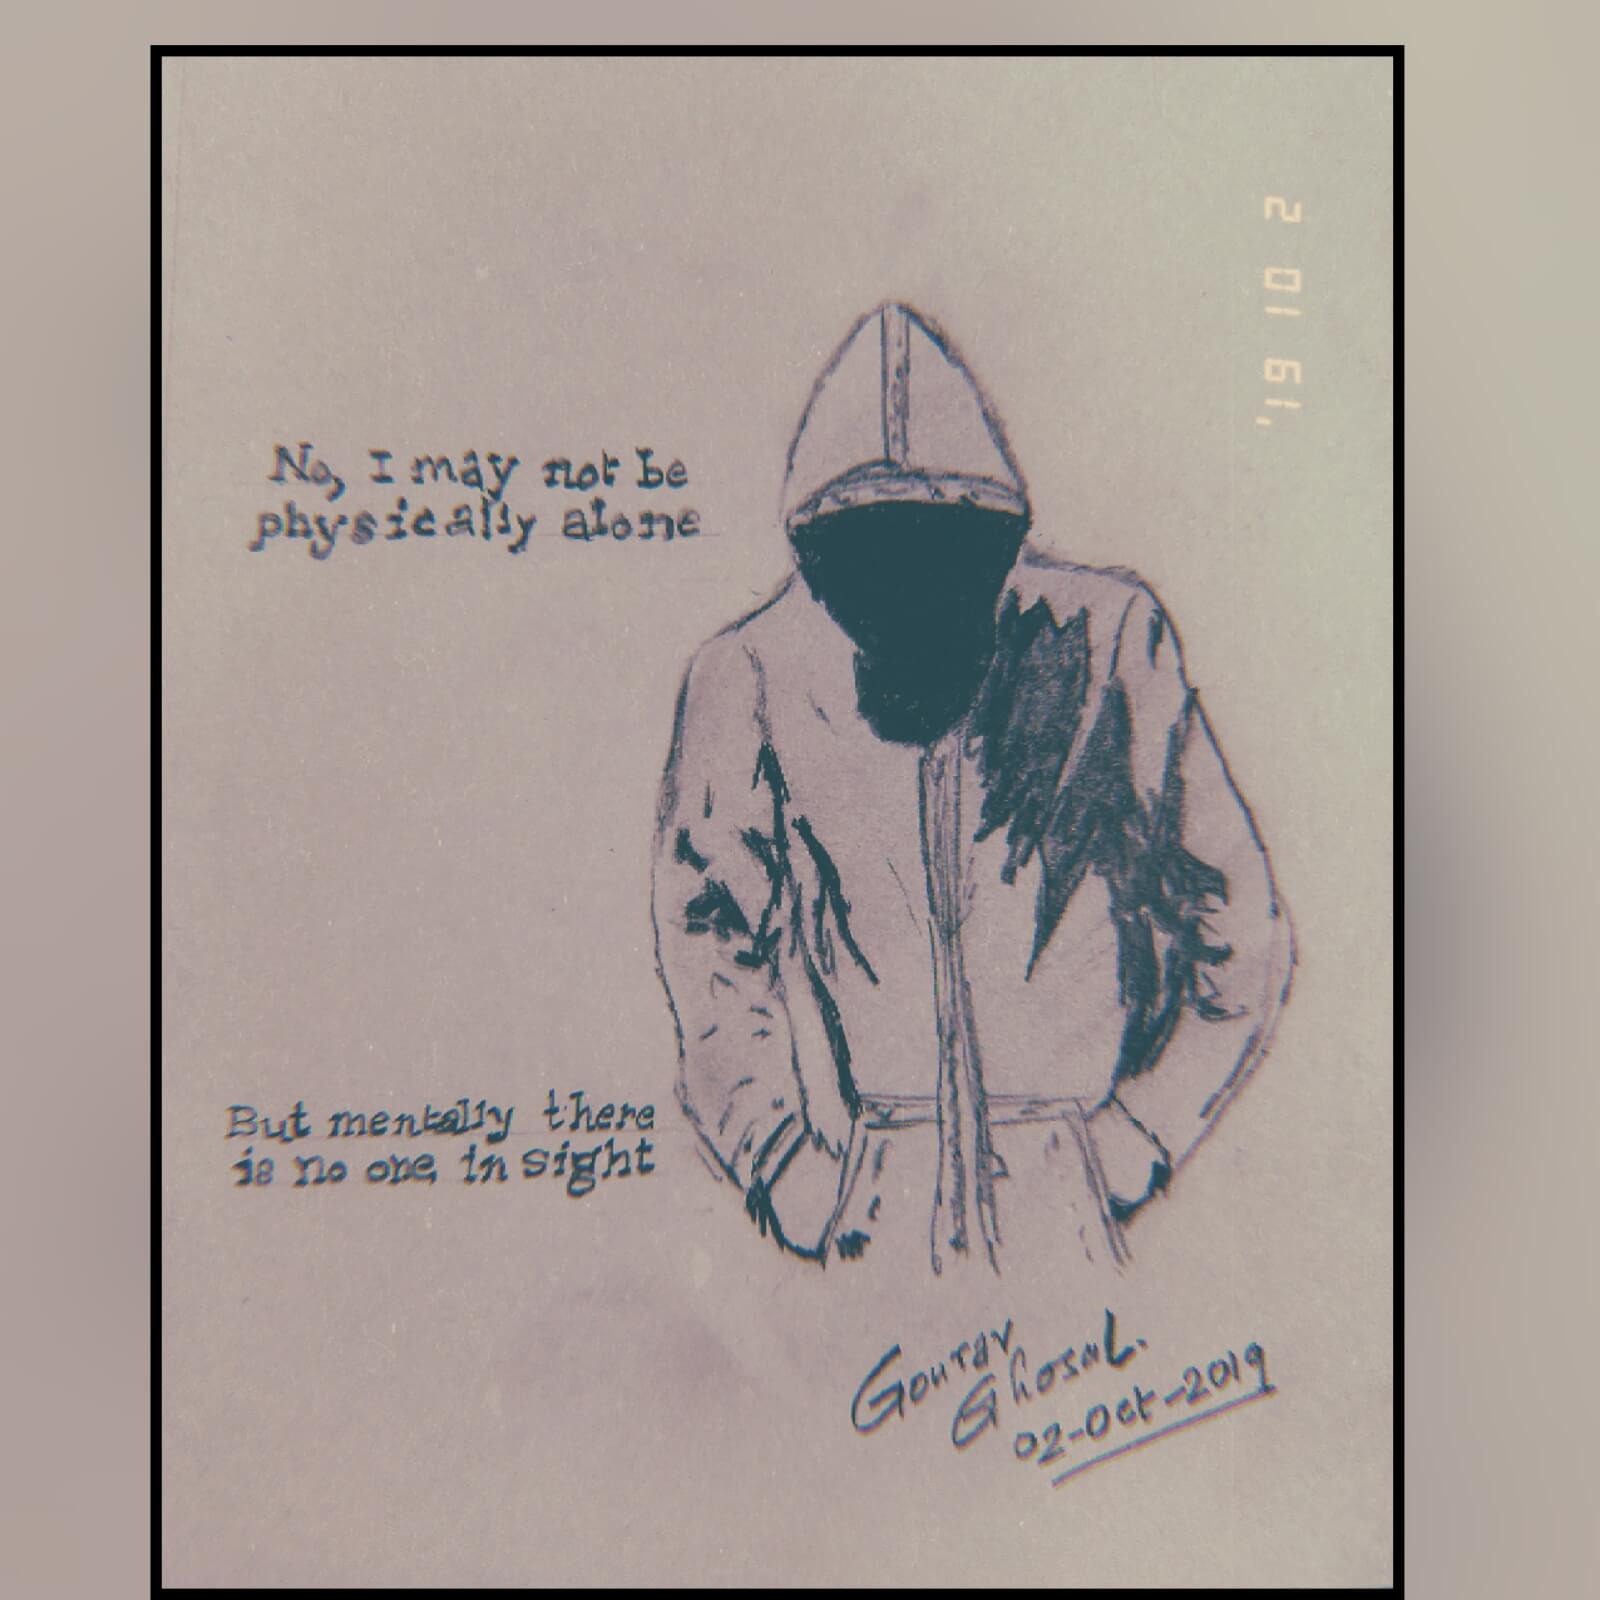 2 10 '19
No, I may not be
physically alone
But mentally there
is no one in sight
Gourav
Ghosal.
02-Oct-2019